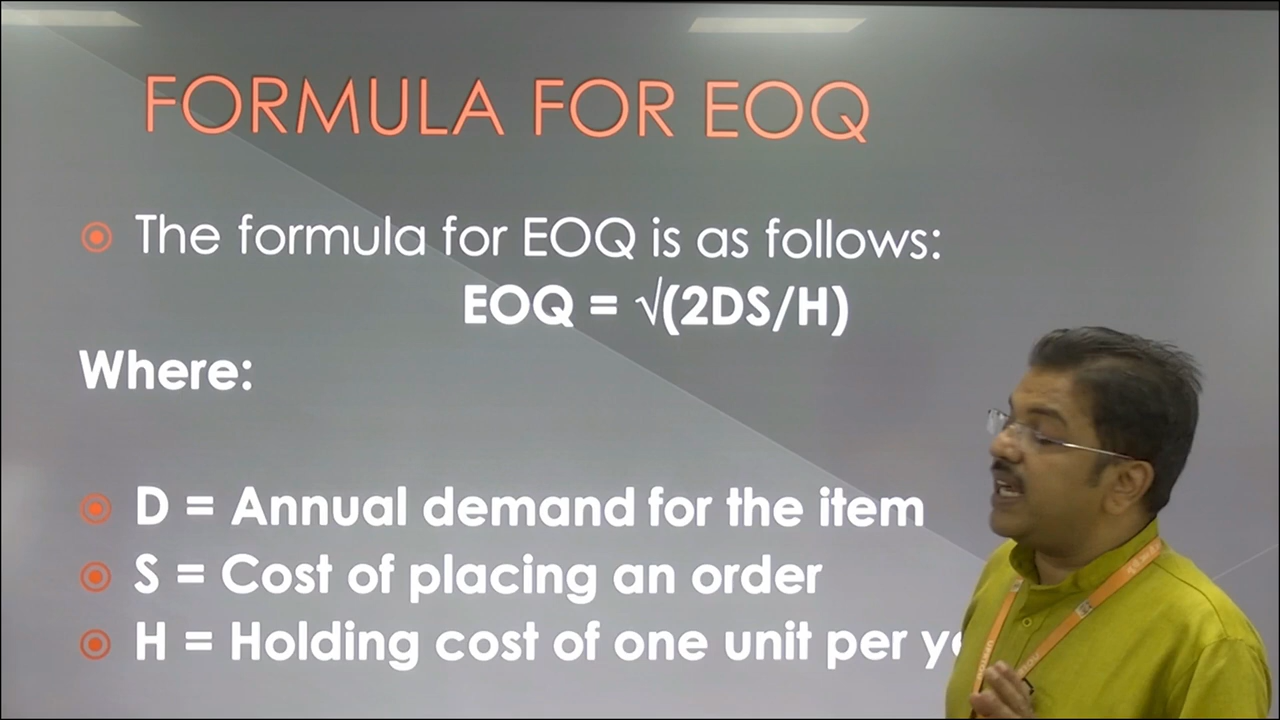 FORMULA FOR EOQ
The formula for EOQ is as follows:
EOQ = √(2DS/H)
Where:
D = Annual demand for the item
S = Cost of placing an order
H = Holding cost of one unit per